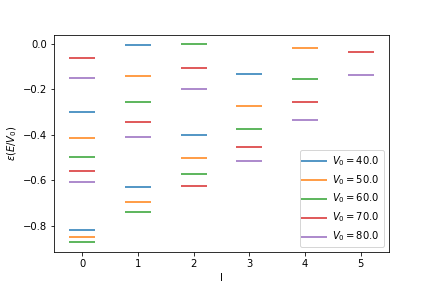 0.0
−0.2
−0.4
−0.6
−0.8
ε(E/V₀)
0 1 2 3 4 5
l
V₀ = 40.0
V₀ = 50.0
V₀ = 60.0
V₀ = 70.0
V₀ = 80.0